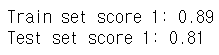 Train set score 1: 0.89
Test set score 1: 0.81